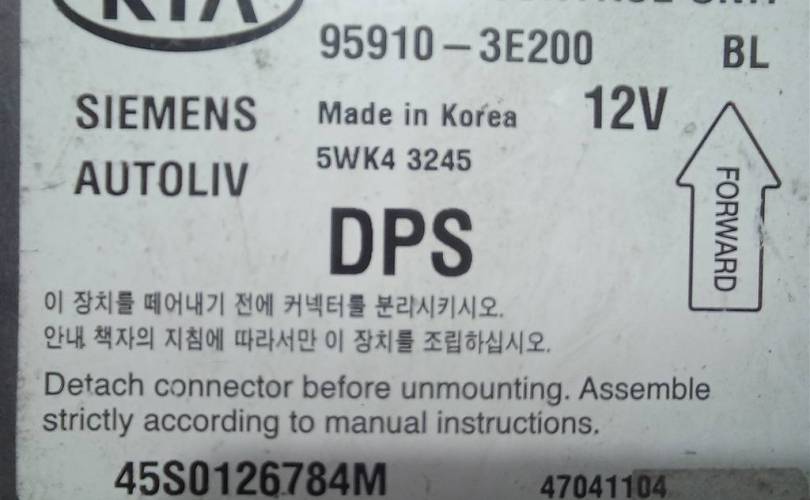 KIA
UNIT
95910-3E200
BL
SIEMENS
Made in Korea
12V
AUTOLIV
5WK4 3245
DPS
FORWARD
이 장치를 떼어내기 전에 커넥터를 분리시키시오.
안내 책자의 지침에 따라서만 이 장치를 조립하십시오.
Detach connector before unmounting. Assemble
strictly according to manual instructions.
45S0126784M
47041104